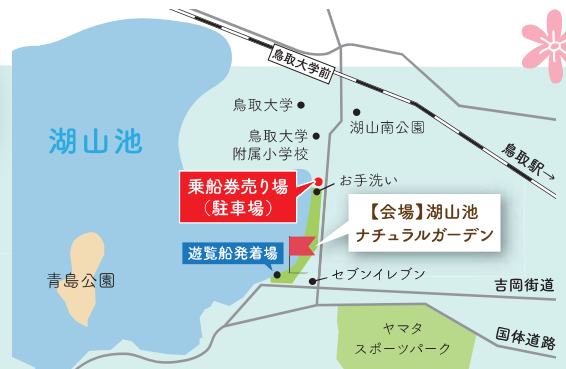 鳥取大学前
鳥取大学
湖山南公園
湖山池
鳥取大学
附属小学校
鳥取駅→
お手洗い
乗船券売り場
（駐車場）
【会場】湖山池
ナチュラルガーデン
遊覧船発着場
青島公園
セブンイレブン
吉岡街道
ヤマタ
スポーツパーク
国体道路